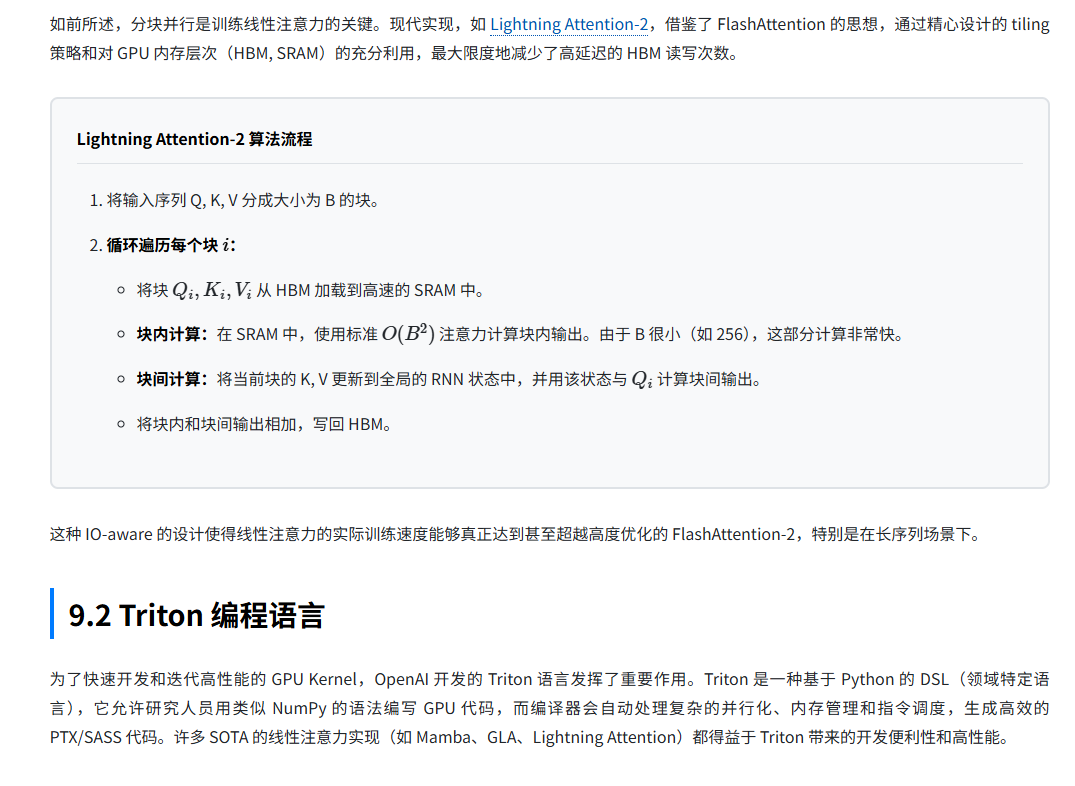 如前所述，分块并行是训练线性注意力的关键。现代实现，如 Lightning Attention-2，借鉴了 FlashAttention 的思想，通过精心设计的 tiling
策略和对 GPU 内存层次（HBM, SRAM）的充分利用，最大限度地减少了高延迟的 HBM 读写次数。
Lightning Attention-2 算法流程
1. 将输入序列 Q, K, V 分成大小为 B 的块。
2. 循环遍历每个块 i：
将块 Qᵢ, Kᵢ, Vᵢ 从 HBM 加载到高速的 SRAM 中。
块内计算：在 SRAM 中，使用标准 O(B²) 注意力计算块内输出。由于 B 很小（如 256），这部分计算非常快。
块间计算：将当前块的 K, V 更新到全局的 RNN 状态中，并用该状态与 Qᵢ 计算块间输出。
将块内和块间输出相加，写回 HBM。
这种 IO-aware 的设计使得线性注意力的实际训练速度能够真正达到甚至超越高度优化的 FlashAttention-2，特别是在长序列场景下。
9.2 Triton 编程语言
为了快速开发和迭代高性能的 GPU Kernel，OpenAI 开发的 Triton 语言发挥了重要作用。Triton 是一种基于 Python 的 DSL（领域特定语
言），它允许研究人员用类似 NumPy 的语法编写 GPU 代码，而编译器会自动处理复杂的并行化、内存管理和指令调度，生成高效的
PTX/SASS 代码。许多 SOTA 的线性注意力实现（如 Mamba、GLA、Lightning Attention）都得益于 Triton 带来的开发便利性和高性能。